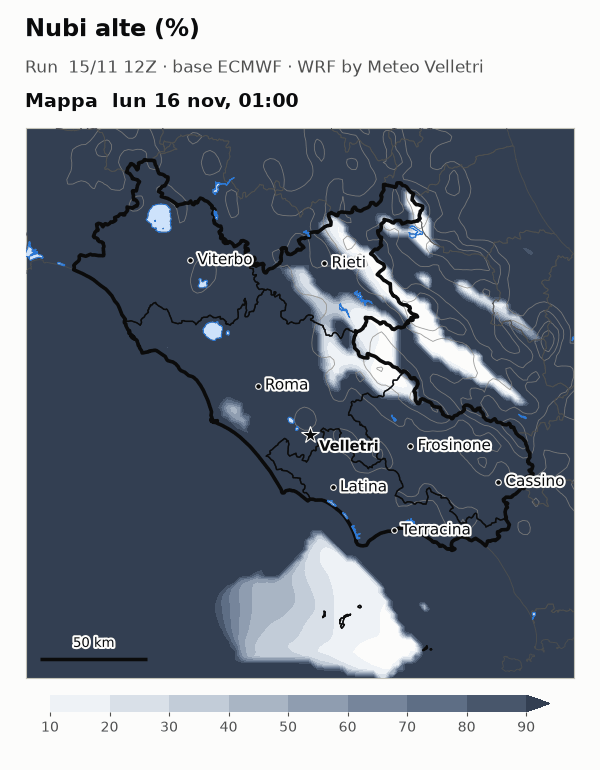 Nubi alte (%)
Run  15/11 12Z · base ECMWF · WRF by Meteo Velletri
Mappa  lun 16 nov, 01:00
Viterbo
Rieti
Roma
Velletri
Frosinone
Latina
Cassino
Terracina
50 km
10 20 30 40 50 60 70 80 90